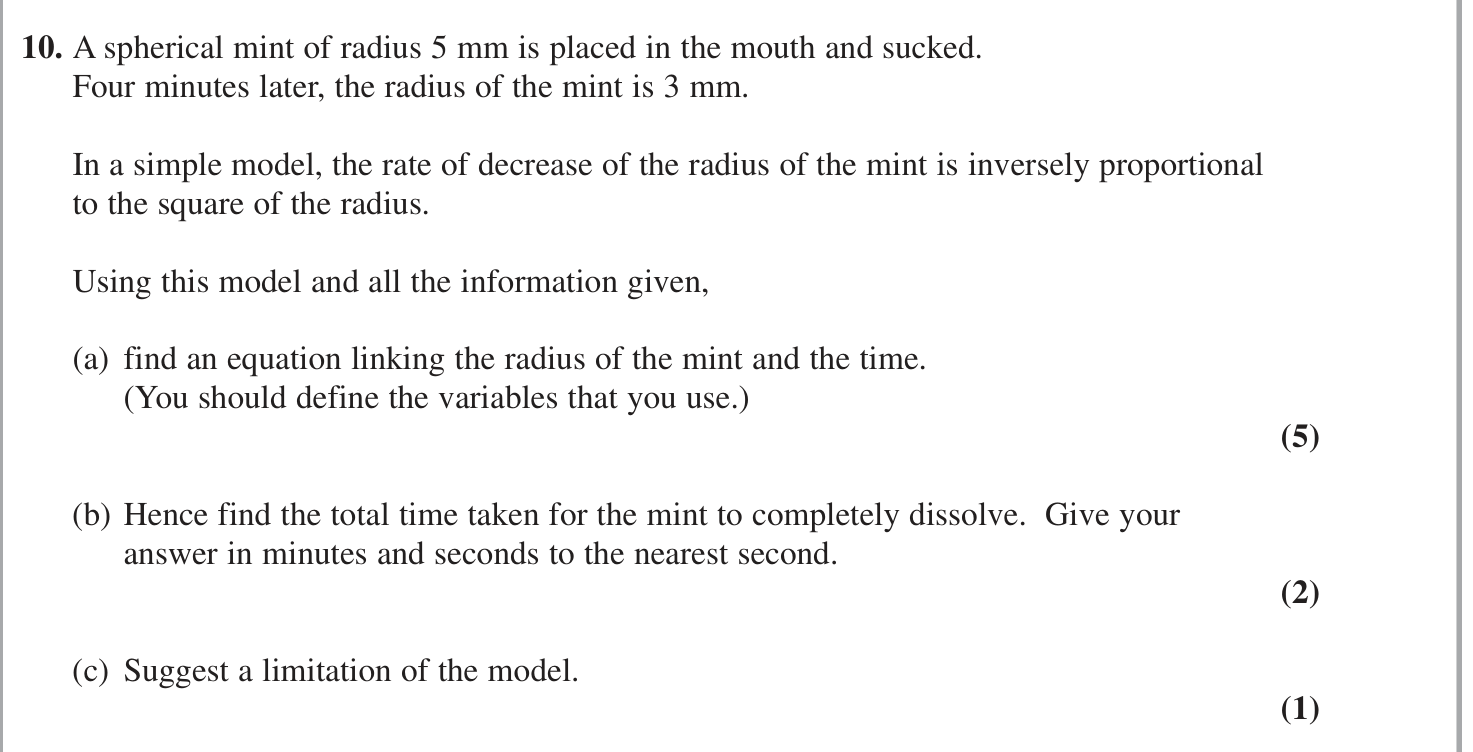 10. A spherical mint of radius 5 mm is placed in the mouth and sucked.
Four minutes later, the radius of the mint is 3 mm.
In a simple model, the rate of decrease of the radius of the mint is inversely proportional
to the square of the radius.
Using this model and all the information given,
(a) find an equation linking the radius of the mint and the time.
(You should define the variables that you use.)
(5)
(b) Hence find the total time taken for the mint to completely dissolve. Give your
answer in minutes and seconds to the nearest second.
(2)
(c) Suggest a limitation of the model.
(1)